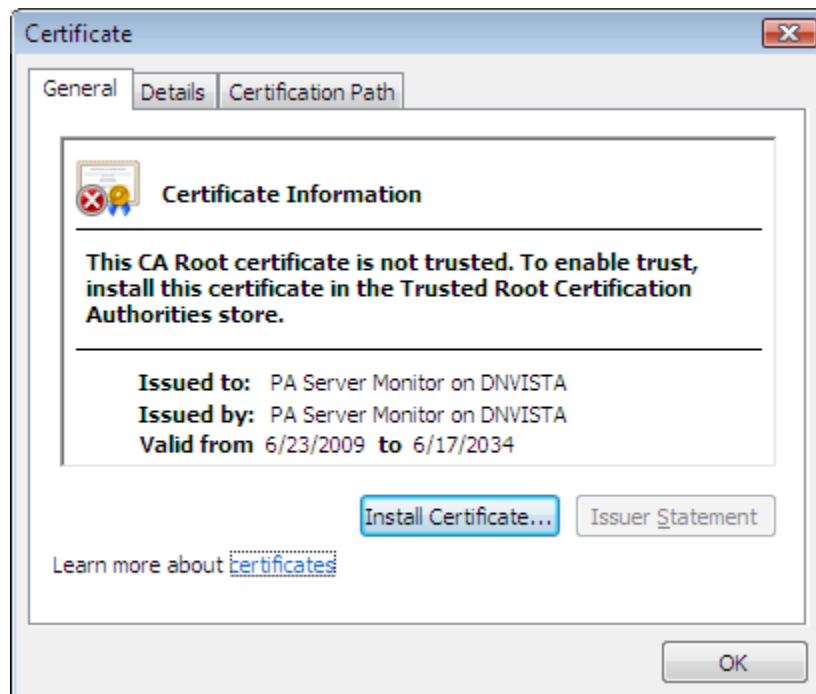 Certificate
General Details Certification Path
Certificate Information
This CA Root certificate is not trusted. To enable trust,
install this certificate in the Trusted Root Certification
Authorities store.
Issued to: PA Server Monitor on DNVISTA
Issued by: PA Server Monitor on DNVISTA
Valid from 6/23/2009 to 6/17/2034
Install Certificate... Issuer Statement
Learn more about certificates
OK